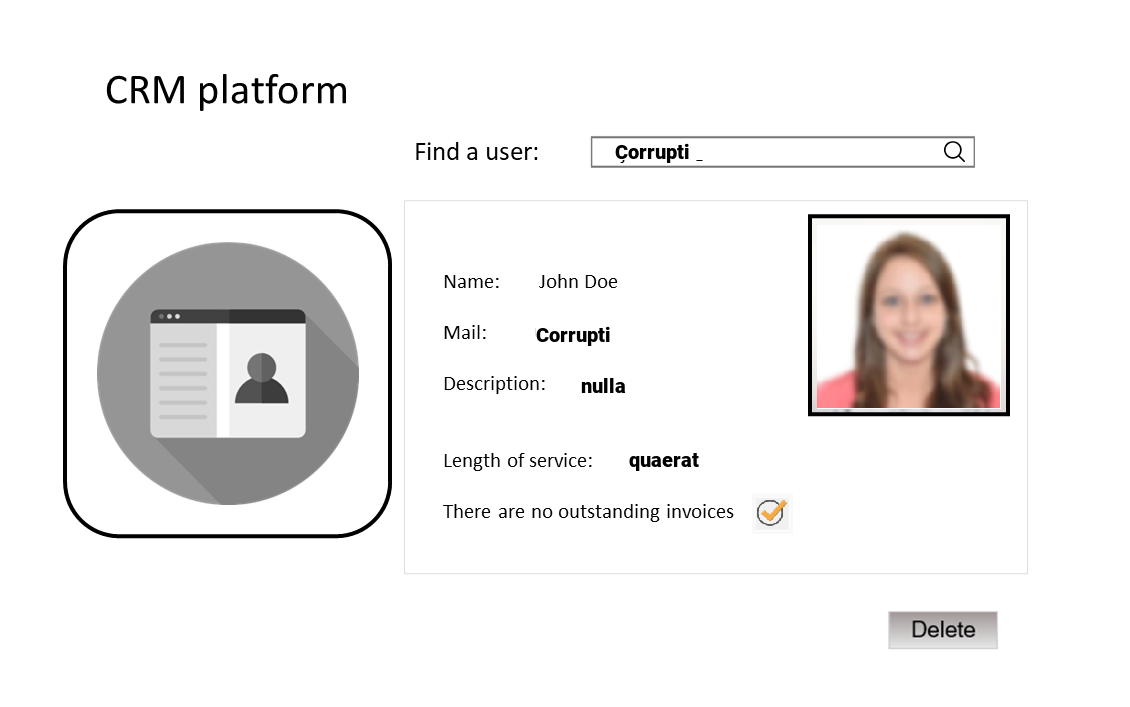 CRM platform
Find a user: Çorrupti _
Name: John Doe
Mail: Corrupti
Description: nulla
Length of service: quaerat
There are no outstanding invoices
Delete